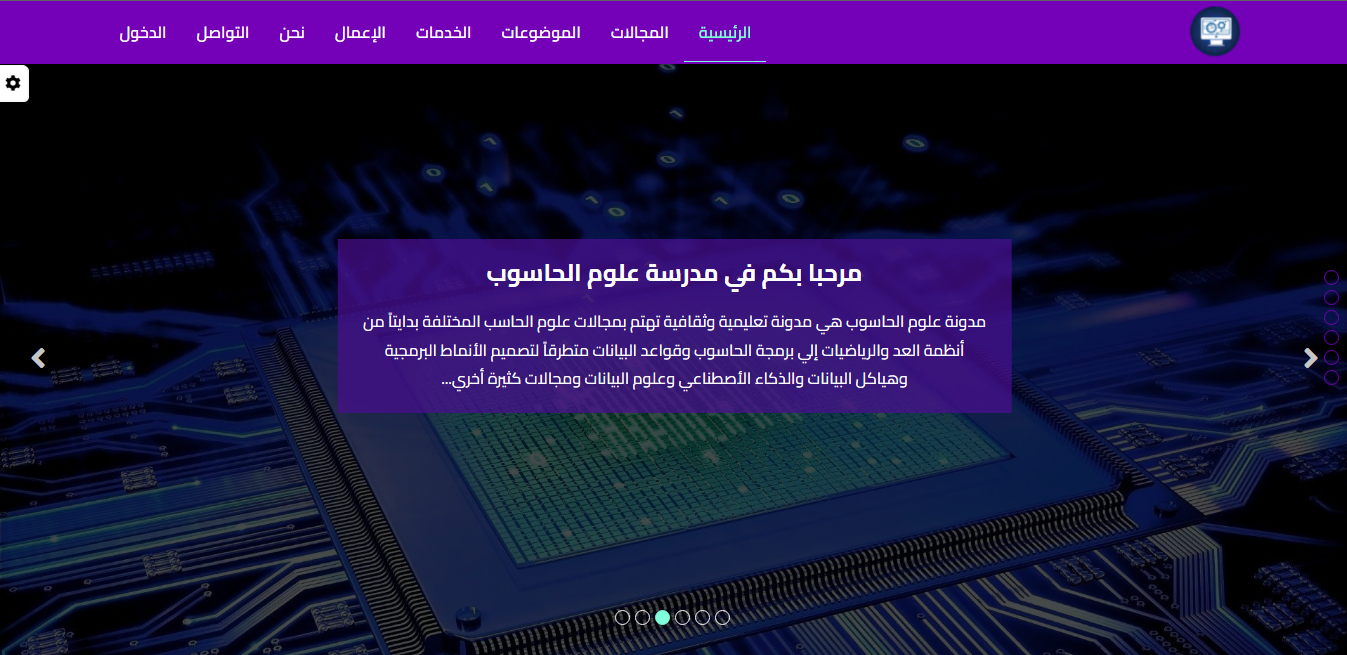 الرئيسية المجالات الموضوعات الخدمات الإعمال نحن التواصل الدخول
مرحبا بكم في مدرسة علوم الحاسوب
مدونة علوم الحاسوب هي مدونة تعليمية وثقافية تهتم بمجالات علوم الحاسب المختلفة بدايتاً من
أنظمة العد والرياضيات إلي برمجة الحاسوب وقواعد البيانات متطرقاً لتصميم الأنماط البرمجية
وهياكل البيانات والذكاء الأصطناعي وعلوم البيانات ومجالات كثيرة أخري...